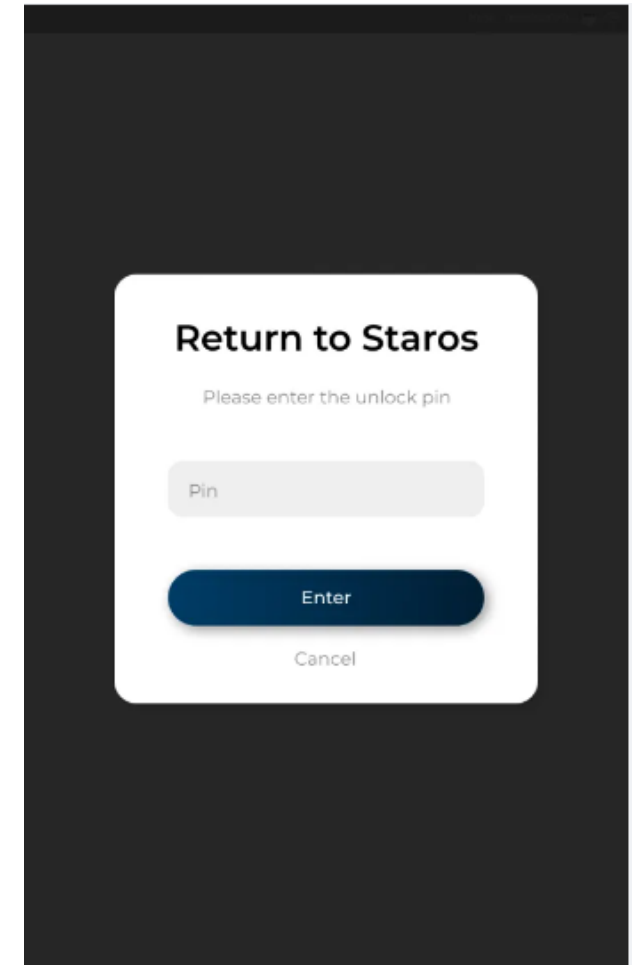 Return to Staros
Please enter the unlock pin
Pin
Enter
Cancel